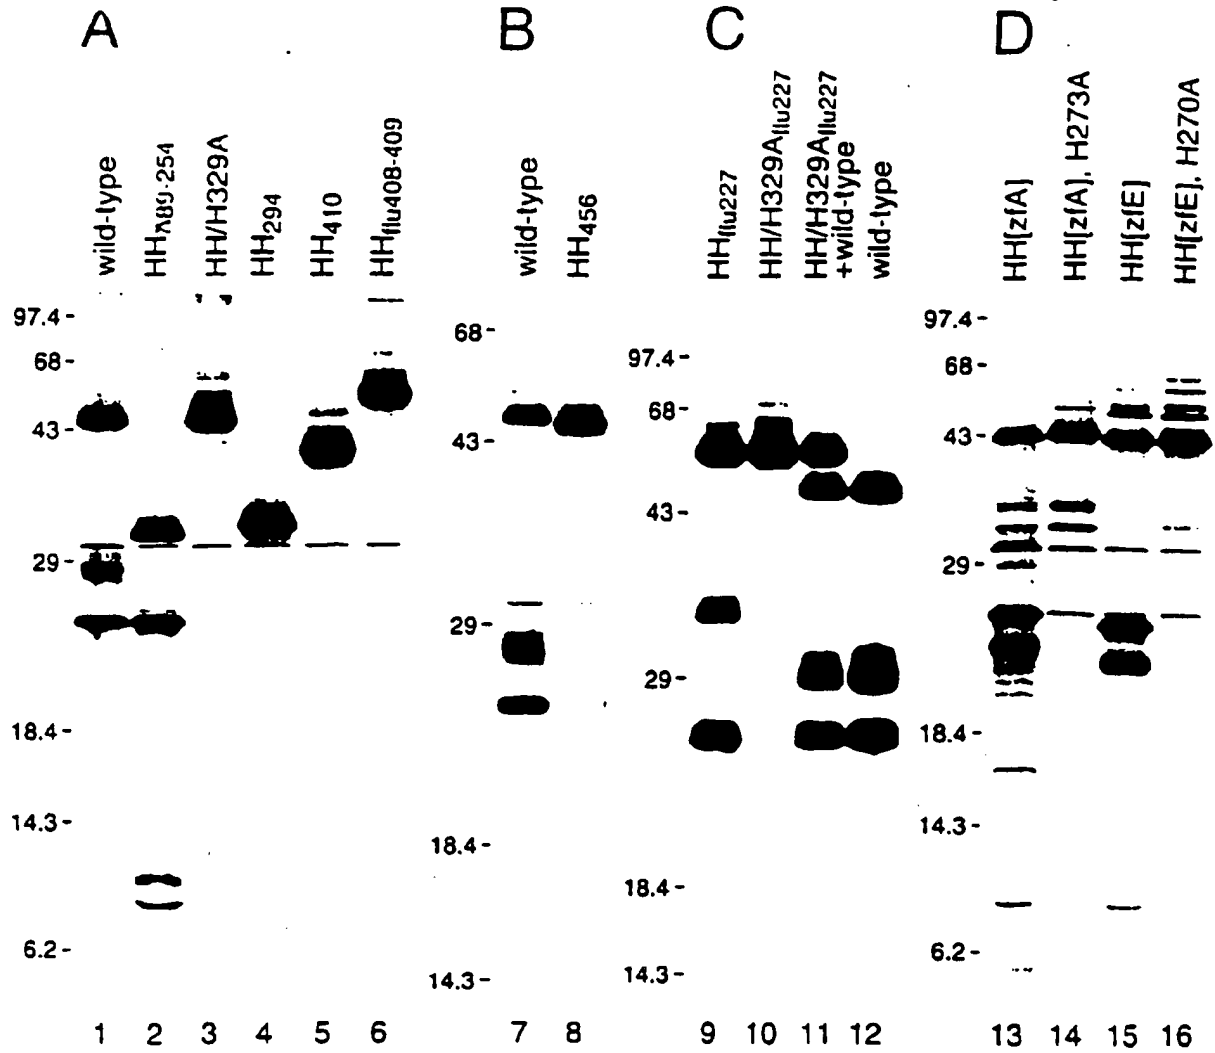 A
B
C
D
wild-type
HHΛ89-254
HH/H329A
HH294
HH410
HHflu408-409
wild-type
HH456
HHflu227
HH/H329Aflu227
HH/H329Aflu227
+wild-type
wild-type
HH[zfA]
HH[zfA], H273A
HH[zfE]
HH[zfE], H270A
97.4-
68-
43-
29-
18.4-
14.3-
6.2-
68-
43-
29-
18.4-
14.3-
97.4-
68-
43-
29-
18.4-
14.3-
97.4-
68-
43-
29-
18.4-
14.3-
6.2-
1 2 3 4 5 6 7 8 9 10 11 12 13 14 15 16